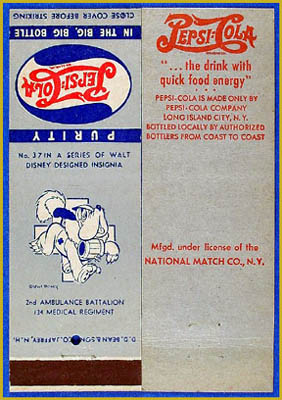 PURITY
PEPSI-COLA
IN THE BIG, BIG BOTTLE
CLOSE COVER BEFORE STRIKING
No. 37 IN A SERIES OF WALT
DISNEY DESIGNED INSIGNIA
©Walt Disney
2nd AMBULANCE BATTALION
134 MEDICAL REGIMENT
D. D. BEAN & SONS CO., JAFFREY, N. H.
PEPSI-COLA
"... the drink with
quick food energy"
PEPSI-COLA IS MADE ONLY BY
PEPSI-COLA COMPANY
LONG ISLAND CITY, N. Y.
BOTTLED LOCALLY BY AUTHORIZED
BOTTLERS FROM COAST TO COAST
Mfgd. under license of the
NATIONAL MATCH CO., N.Y.